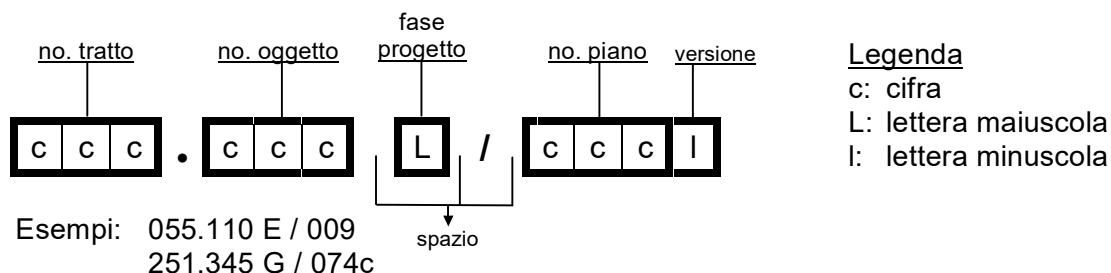 fase
no. tratto no. oggetto progetto no. piano versione
Legenda
c: cifra
L: lettera maiuscola
l: lettera minuscola
c c c . c c c L / c c c l
spazio
Esempi: 055.110 E / 009
251.345 G / 074c